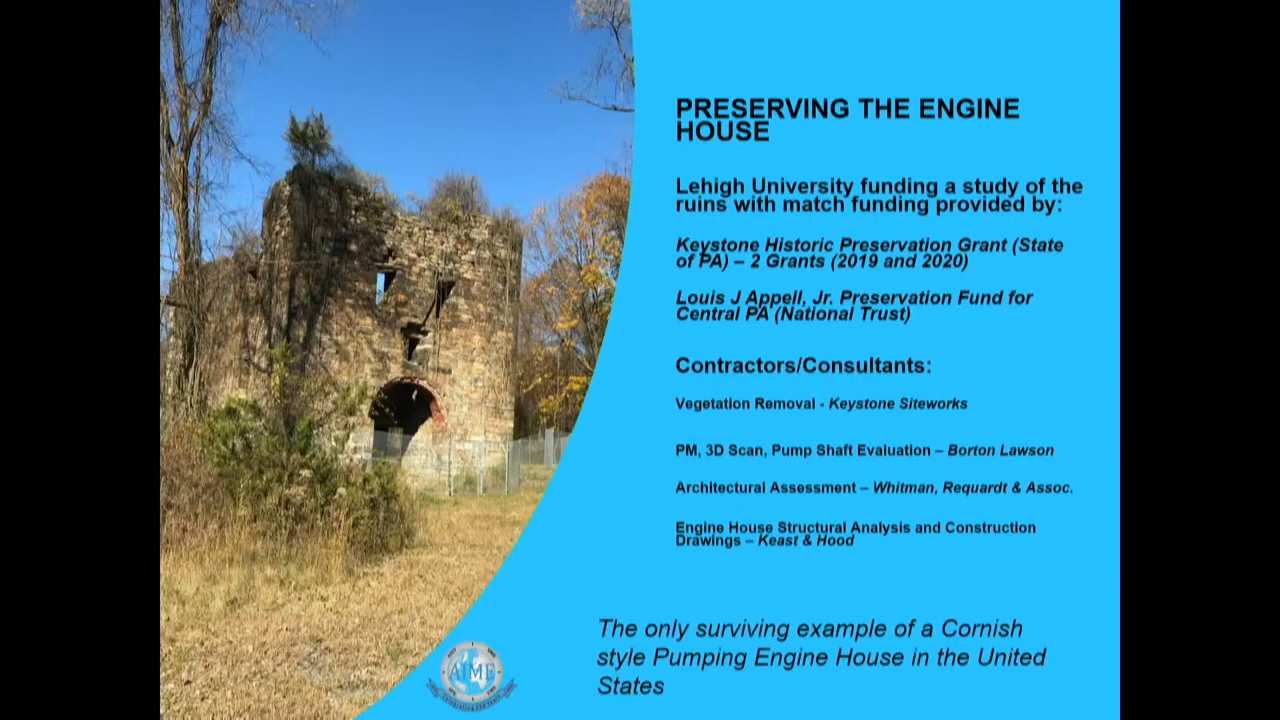 PRESERVING THE ENGINE
HOUSE
Lehigh University funding a study of the
ruins with match funding provided by:
Keystone Historic Preservation Grant (State
of PA) – 2 Grants (2019 and 2020)
Louis J Appell, Jr. Preservation Fund for
Central PA (National Trust)
Contractors/Consultants:
Vegetation Removal - Keystone Siteworks
PM, 3D Scan, Pump Shaft Evaluation – Borton Lawson
Architectural Assessment – Whitman, Requardt & Assoc.
Engine House Structural Analysis and Construction
Drawings – Keast & Hood
The only surviving example of a Cornish
style Pumping Engine House in the United
States
AIME